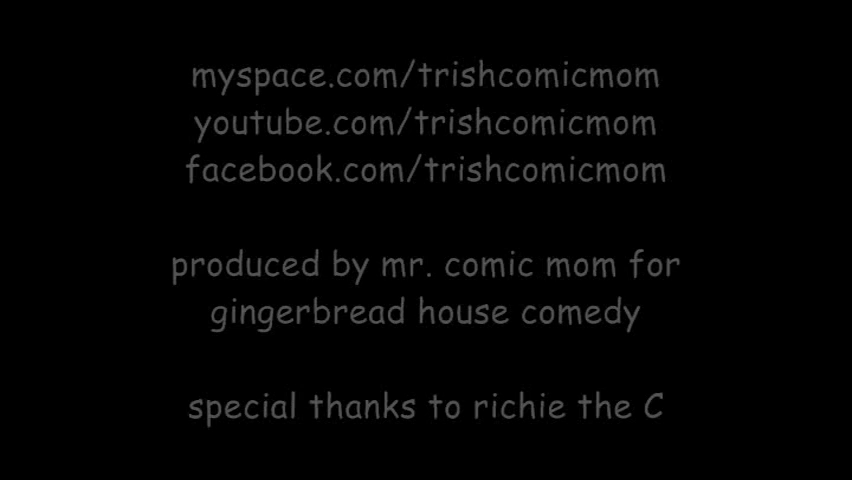 myspace.com/trishcomicmom
youtube.com/trishcomicmom
facebook.com/trishcomicmom
produced by mr. comic mom for
gingerbread house comedy
special thanks to richie the C